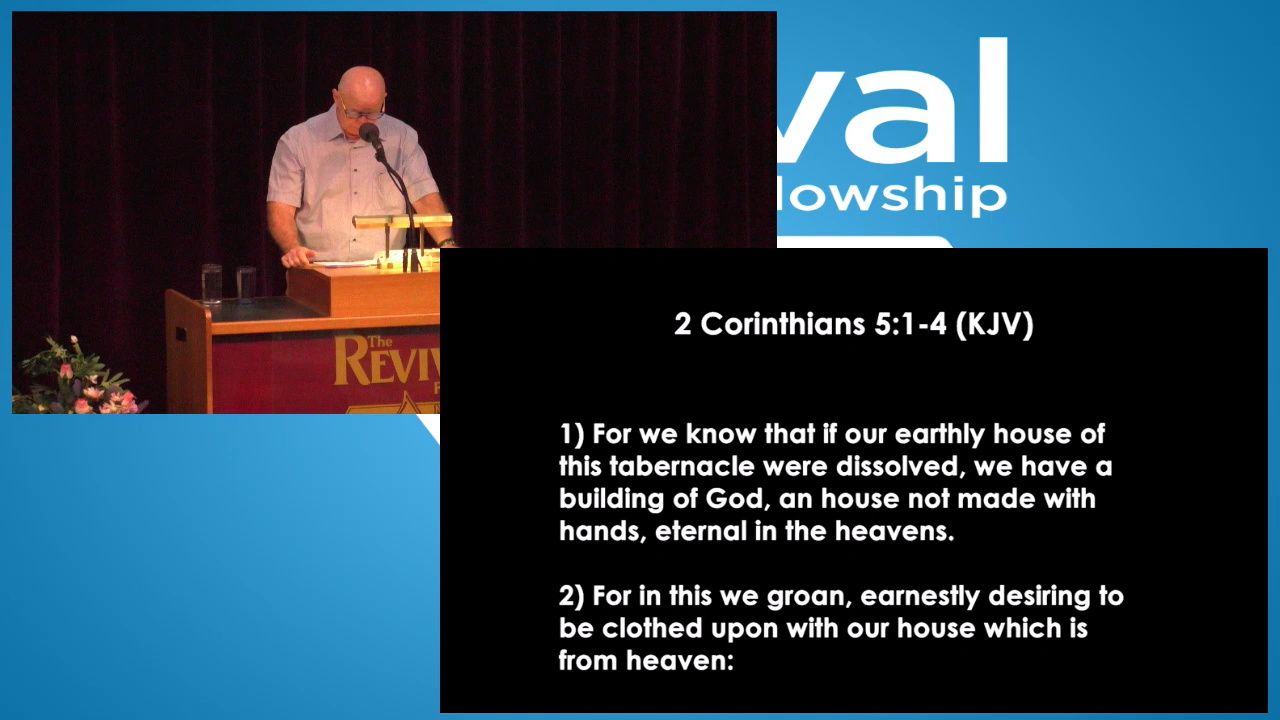 val
llowship
The
REVIV
F
2 Corinthians 5:1-4 (KJV)
1) For we know that if our earthly house of
this tabernacle were dissolved, we have a
building of God, an house not made with
hands, eternal in the heavens.
2) For in this we groan, earnestly desiring to
be clothed upon with our house which is
from heaven: